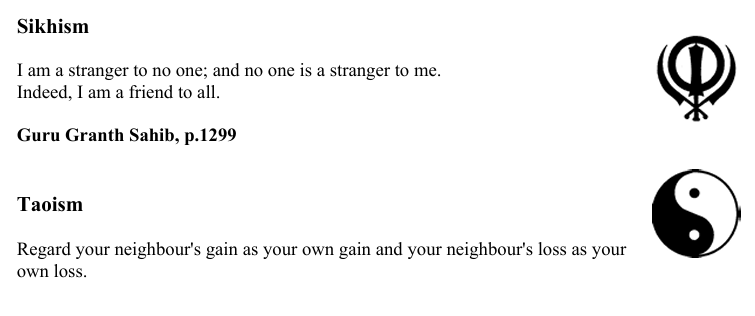 Sikhism
I am a stranger to no one; and no one is a stranger to me.
Indeed, I am a friend to all.
Guru Granth Sahib, p.1299
Taoism
Regard your neighbour's gain as your own gain and your neighbour's loss as your
own loss.